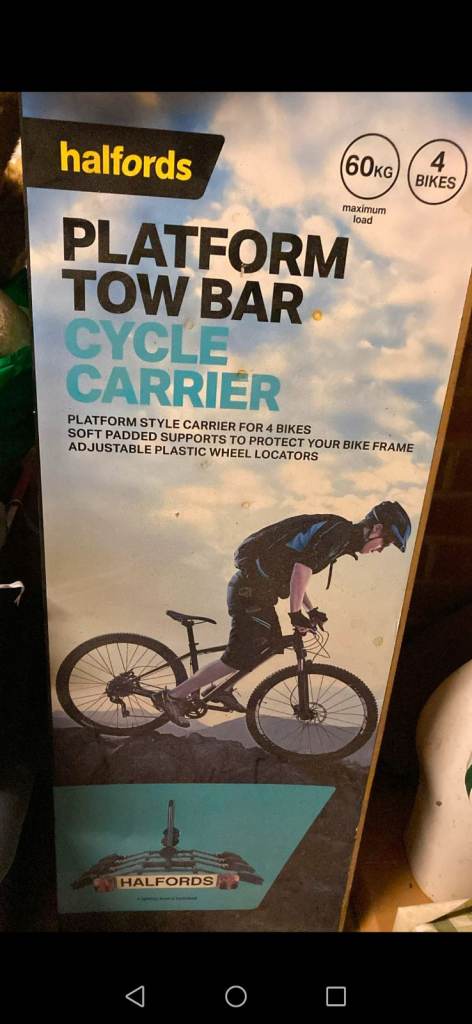 halfords
60KG
maximum
load
4
BIKES
PLATFORM
TOW BAR
CYCLE
CARRIER
PLATFORM STYLE CARRIER FOR 4 BIKES
SOFT PADDED SUPPORTS TO PROTECT YOUR BIKE FRAME
ADJUSTABLE PLASTIC WHEEL LOCATORS
HALFORDS